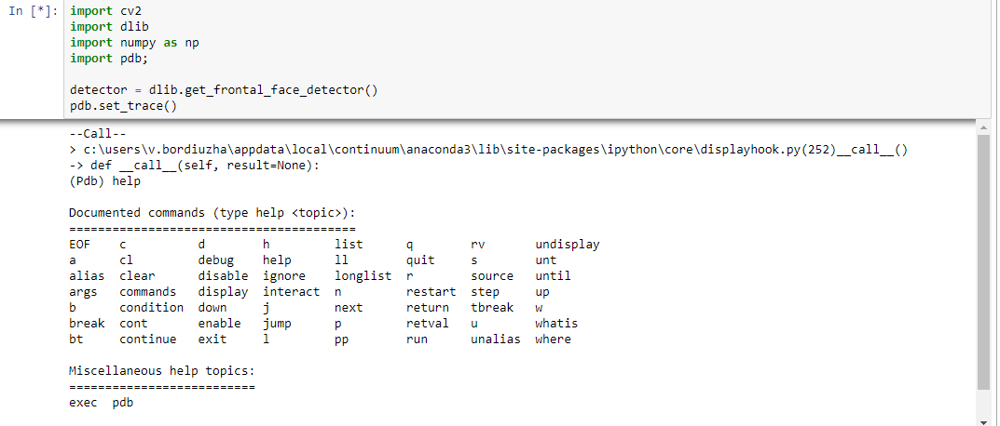 In [*]: import cv2
import dlib
import numpy as np
import pdb;
detector = dlib.get_frontal_face_detector()
pdb.set_trace()
--Call--
> c:\users\v.bordiuzha\appdata\local\continuum\anaconda3\lib\site-packages\ipython\core\displayhook.py(252)__call__()
-> def __call__(self, result=None):
(Pdb) help
Documented commands (type help <topic>):
========================================
EOF c d h list q rv undisplay
a cl debug help ll quit s unt
alias clear disable ignore longlist r source until
args commands display interact n restart step up
b condition down j next return tbreak w
break cont enable jump p retval u whatis
bt continue exit l pp run unalias where
Miscellaneous help topics:
==========================
exec pdb